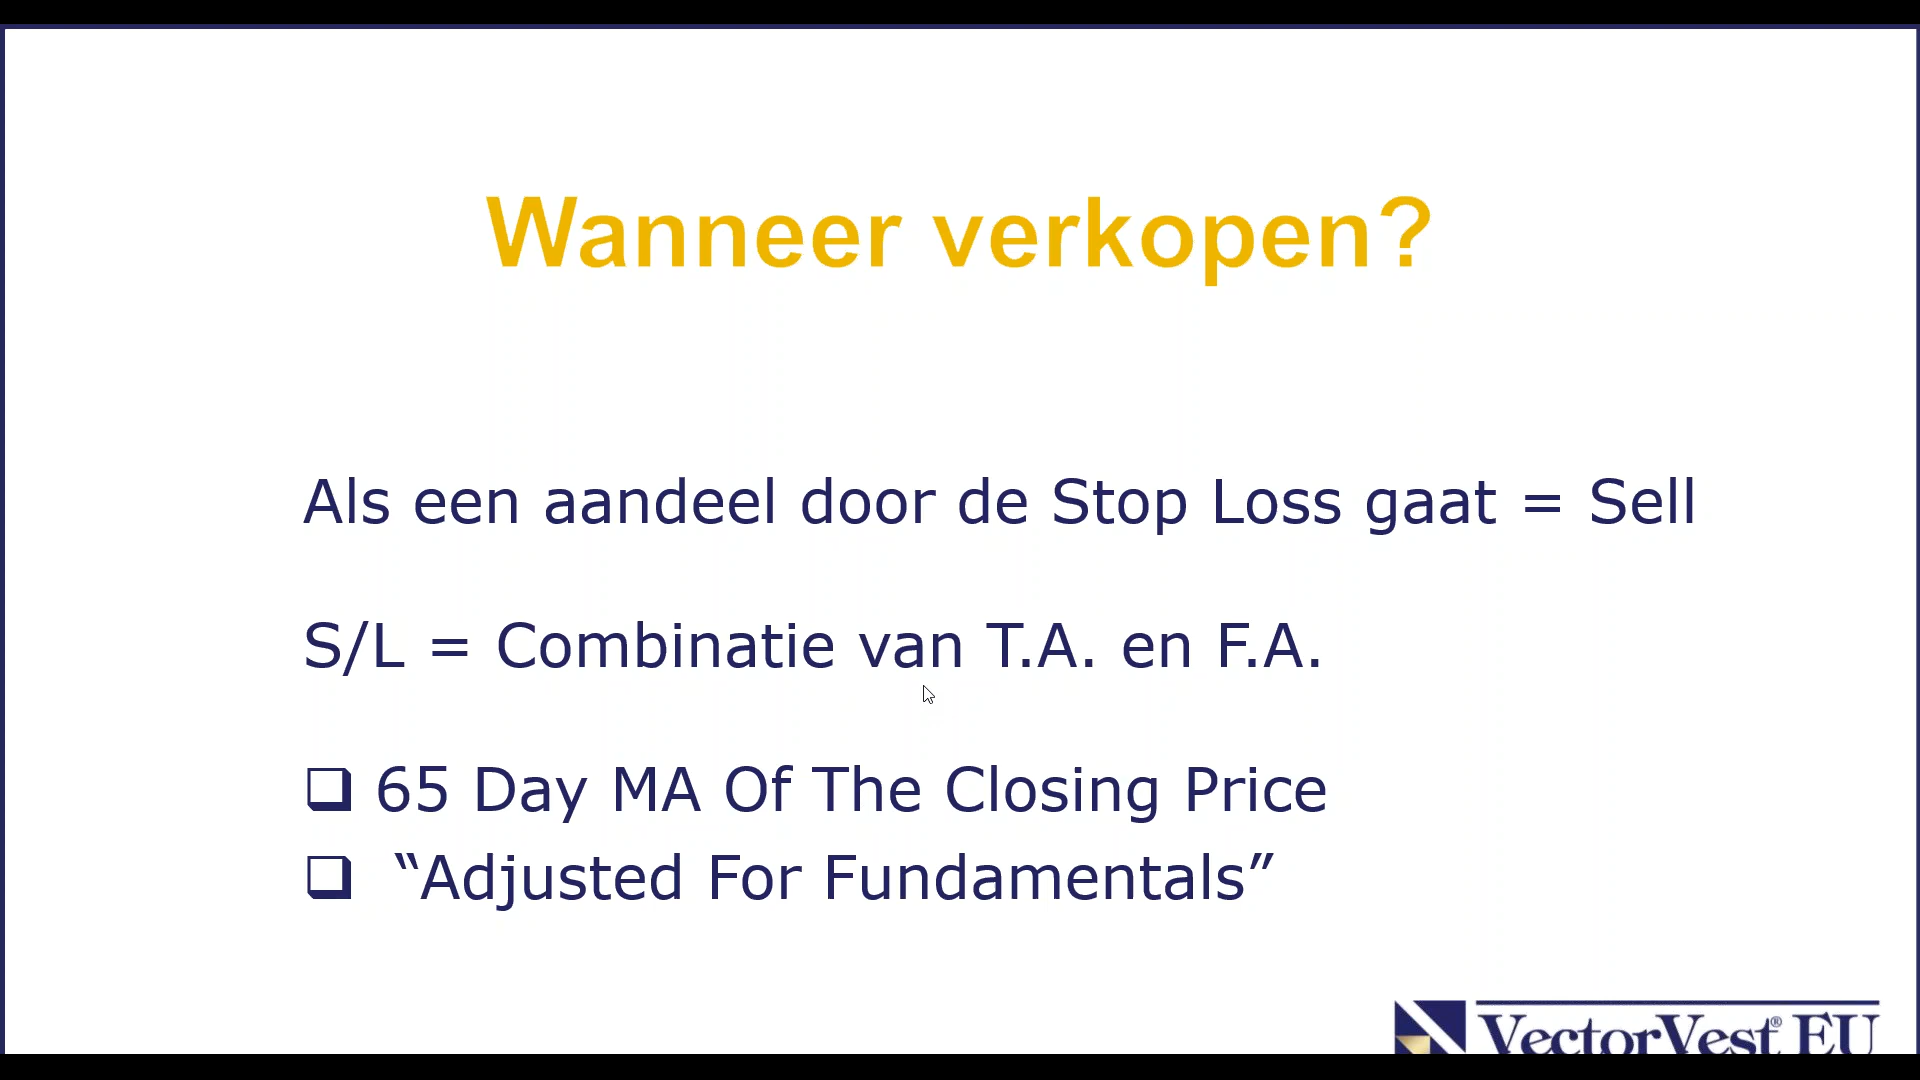 Wanneer verkopen?
Als een aandeel door de Stop Loss gaat = Sell
S/L = Combinatie van T.A. en F.A.
❑ 65 Day MA Of The Closing Price
❑ “Adjusted For Fundamentals”
VectorVest® EU